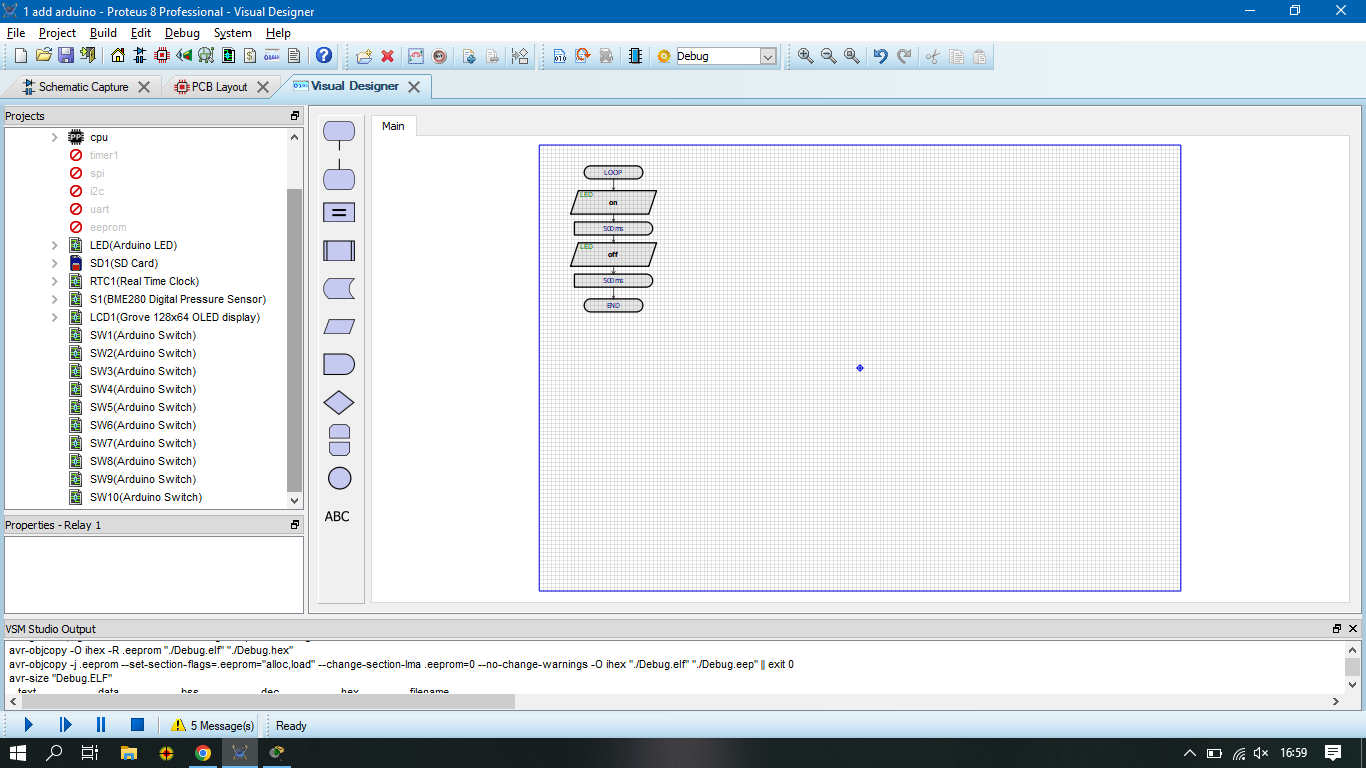 1 add arduino - Proteus 8 Professional - Visual Designer
File Project Build Edit Debug System Help
Debug
Schematic Capture
PCB Layout
Visual Designer
Projects
cpu
timer1
spi
i2c
uart
eeprom
LED(Arduino LED)
SD1(SD Card)
RTC1(Real Time Clock)
S1(BME280 Digital Pressure Sensor)
LCD1(Grove 128x64 OLED display)
SW1(Arduino Switch)
SW2(Arduino Switch)
SW3(Arduino Switch)
SW4(Arduino Switch)
SW5(Arduino Switch)
SW6(Arduino Switch)
SW7(Arduino Switch)
SW8(Arduino Switch)
SW9(Arduino Switch)
SW10(Arduino Switch)
Properties - Relay 1
ABC
Main
LOOP
LED
on
500 ms
LED
off
500 ms
END
VSM Studio Output
avr-objcopy -O ihex -R .eeprom "./Debug.elf" "./Debug.hex"
avr-objcopy -j .eeprom --set-section-flags=.eeprom="alloc,load" --change-section-lma .eeprom=0 --no-change-warnings -O ihex "./Debug.elf" "./Debug.eep" || exit 0
avr-size "Debug.ELF"
text data bss dec hex filename
5 Message(s)
Ready
16:59